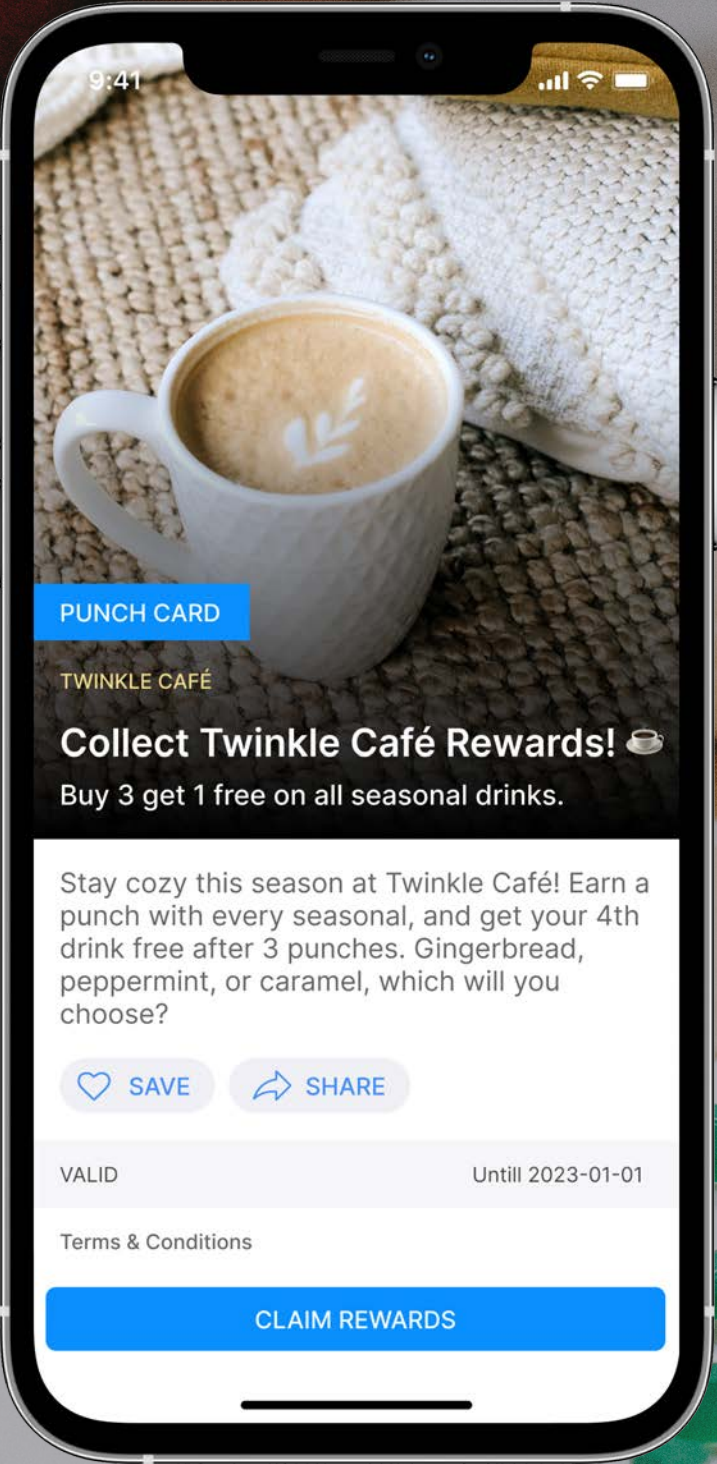 9:41
PUNCH CARD
TWINKLE CAFÉ
Collect Twinkle Café Rewards! ☕
Buy 3 get 1 free on all seasonal drinks.
Stay cozy this season at Twinkle Café! Earn a
punch with every seasonal, and get your 4th
drink free after 3 punches. Gingerbread,
peppermint, or caramel, which will you
choose?
SAVE
SHARE
VALID
Untill 2023-01-01
Terms & Conditions
CLAIM REWARDS